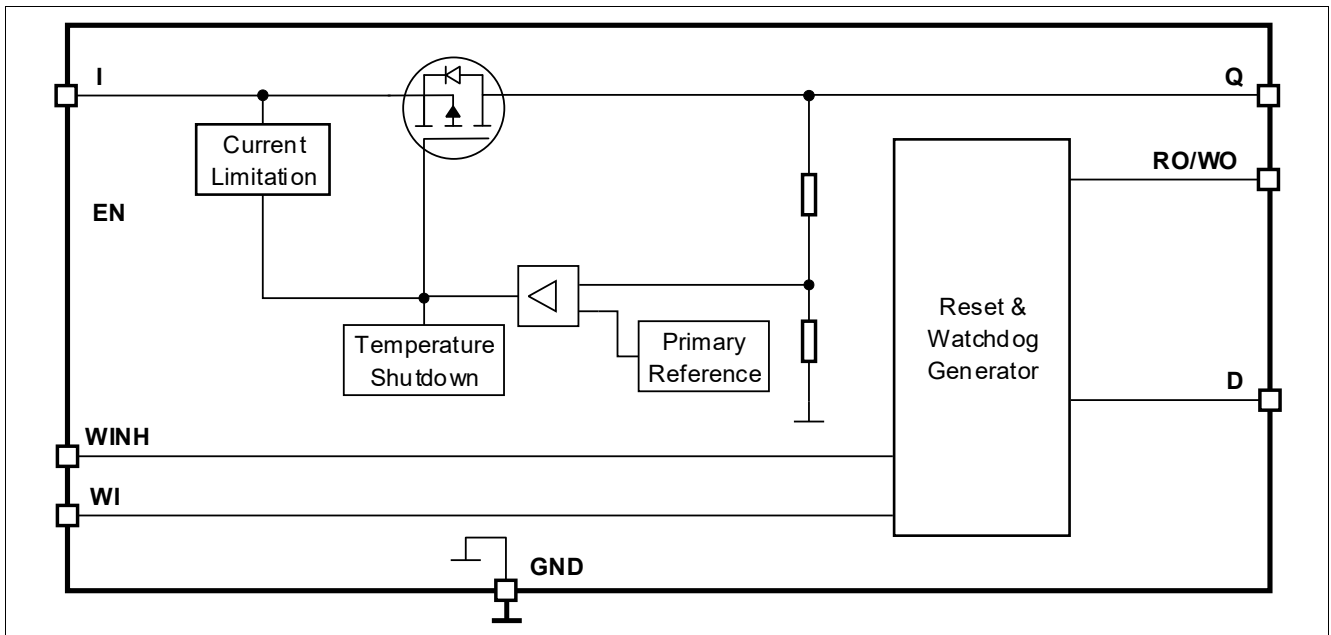 I
Q
Current
Limitation
RO/WO
EN
Reset &
Watchdog
Generator
Temperature
Shutdown
Primary
Reference
D
WINH
WI
GND